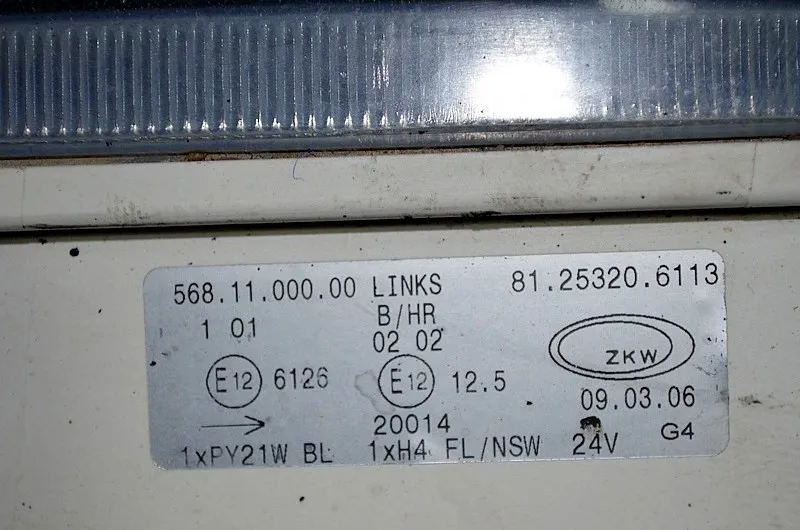 568.11.000.00 LINKS 81.25320.6113
1 01 B/HR
02 02
ZKW
E12 6126 E12 12.5
09.03.06
20014
1xPY21W BL 1xH4 FL/NSW 24V G4